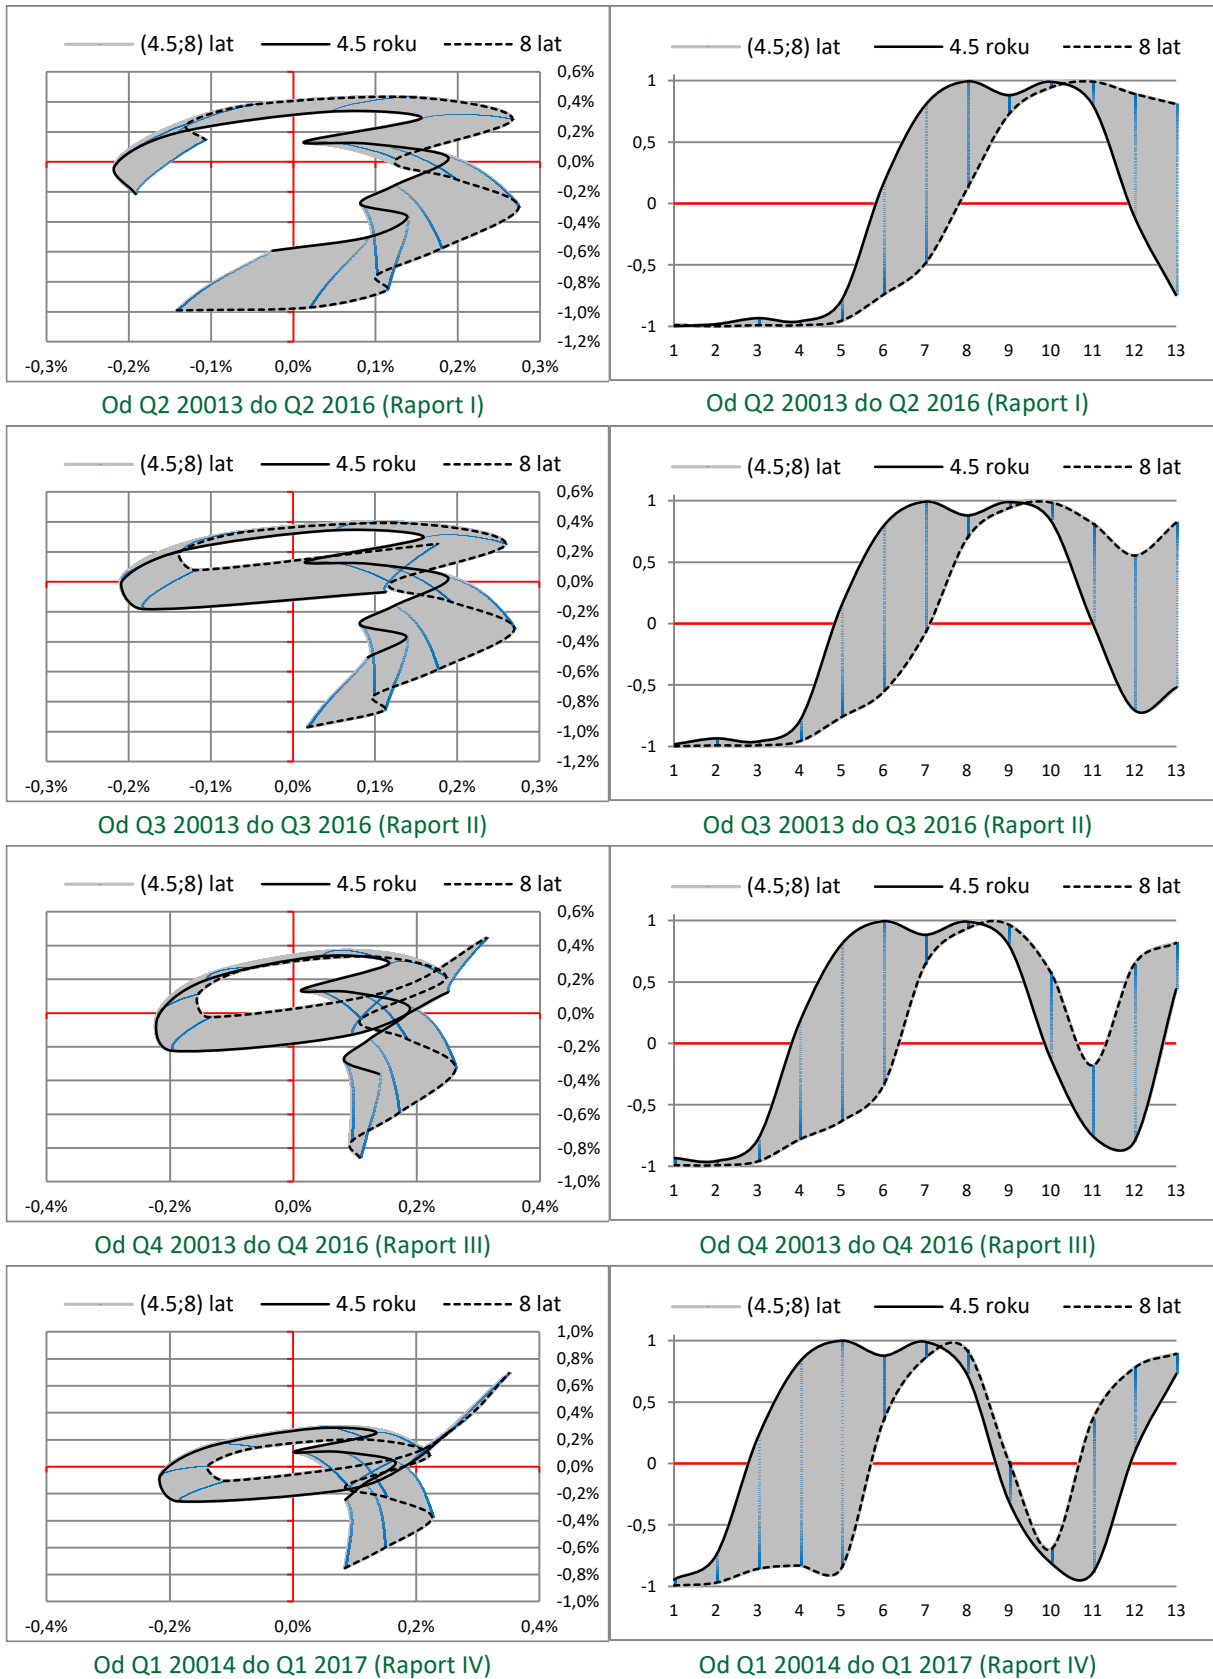 (4.5;8) lat 4.5 roku 8 lat
0,6%
0,4%
0,2%
0,0%
-0,2%
-0,4%
-0,6%
-0,8%
-1,0%
-1,2%
-0,3% -0,2% -0,1% 0,0% 0,1% 0,2% 0,3%
Od Q2 20013 do Q2 2016 (Raport I)
(4.5;8) lat 4.5 roku 8 lat
1
0,5
0
-0,5
-1
1 2 3 4 5 6 7 8 9 10 11 12 13
Od Q2 20013 do Q2 2016 (Raport I)
(4.5;8) lat 4.5 roku 8 lat
0,6%
0,4%
0,2%
0,0%
-0,2%
-0,4%
-0,6%
-0,8%
-1,0%
-1,2%
-0,3% -0,2% -0,1% 0,0% 0,1% 0,2% 0,3%
Od Q3 20013 do Q3 2016 (Raport II)
(4.5;8) lat 4.5 roku 8 lat
1
0,5
0
-0,5
-1
1 2 3 4 5 6 7 8 9 10 11 12 13
Od Q3 20013 do Q3 2016 (Raport II)
(4.5;8) lat 4.5 roku 8 lat
0,6%
0,4%
0,2%
0,0%
-0,2%
-0,4%
-0,6%
-0,8%
-1,0%
-0,4% -0,2% 0,0% 0,2% 0,4%
Od Q4 20013 do Q4 2016 (Raport III)
(4.5;8) lat 4.5 roku 8 lat
1
0,5
0
-0,5
-1
1 2 3 4 5 6 7 8 9 10 11 12 13
Od Q4 20013 do Q4 2016 (Raport III)
(4.5;8) lat 4.5 roku 8 lat
1,0%
0,8%
0,6%
0,4%
0,2%
0,0%
-0,2%
-0,4%
-0,6%
-0,8%
-1,0%
-0,4% -0,2% 0,0% 0,2% 0,4%
Od Q1 20014 do Q1 2017 (Raport IV)
(4.5;8) lat 4.5 roku 8 lat
1
0,5
0
-0,5
-1
1 2 3 4 5 6 7 8 9 10 11 12 13
Od Q1 20014 do Q1 2017 (Raport IV)